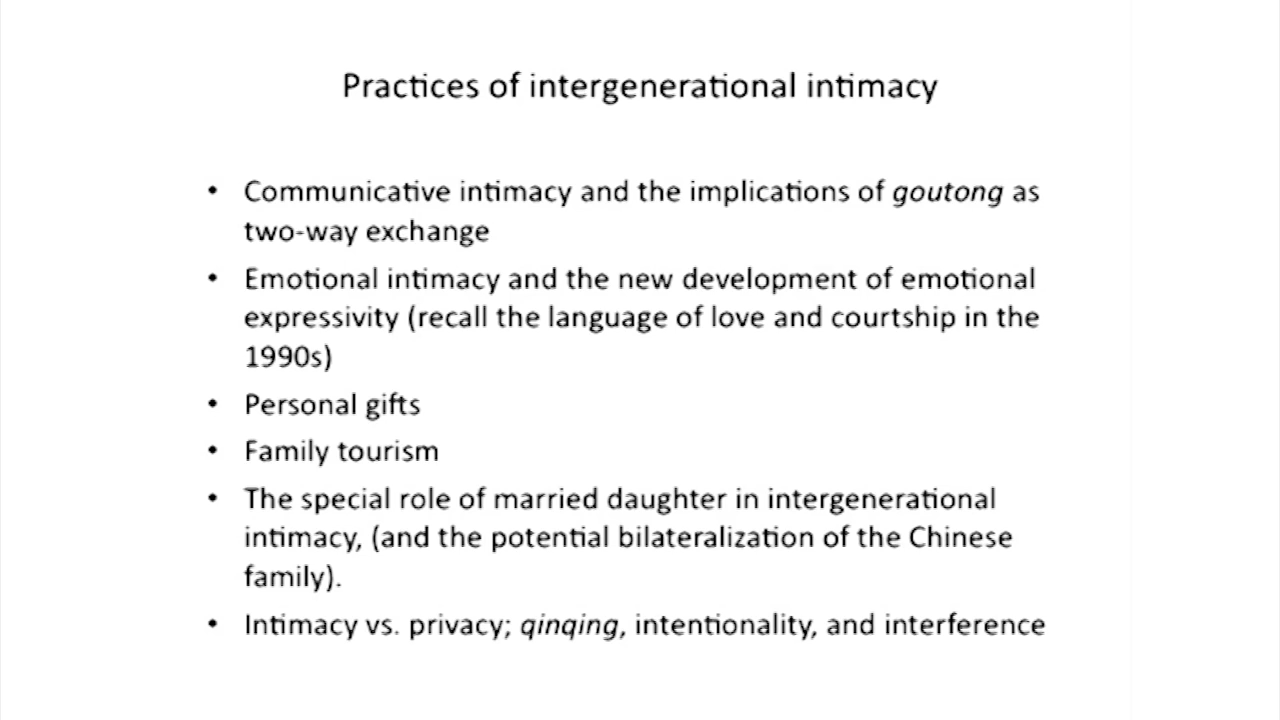 Practices of intergenerational intimacy
• Communicative intimacy and the implications of goutong as
two-way exchange
• Emotional intimacy and the new development of emotional
expressivity (recall the language of love and courtship in the
1990s)
• Personal gifts
• Family tourism
• The special role of married daughter in intergenerational
intimacy, (and the potential bilateralization of the Chinese
family).
• Intimacy vs. privacy; qinqing, intentionality, and interference